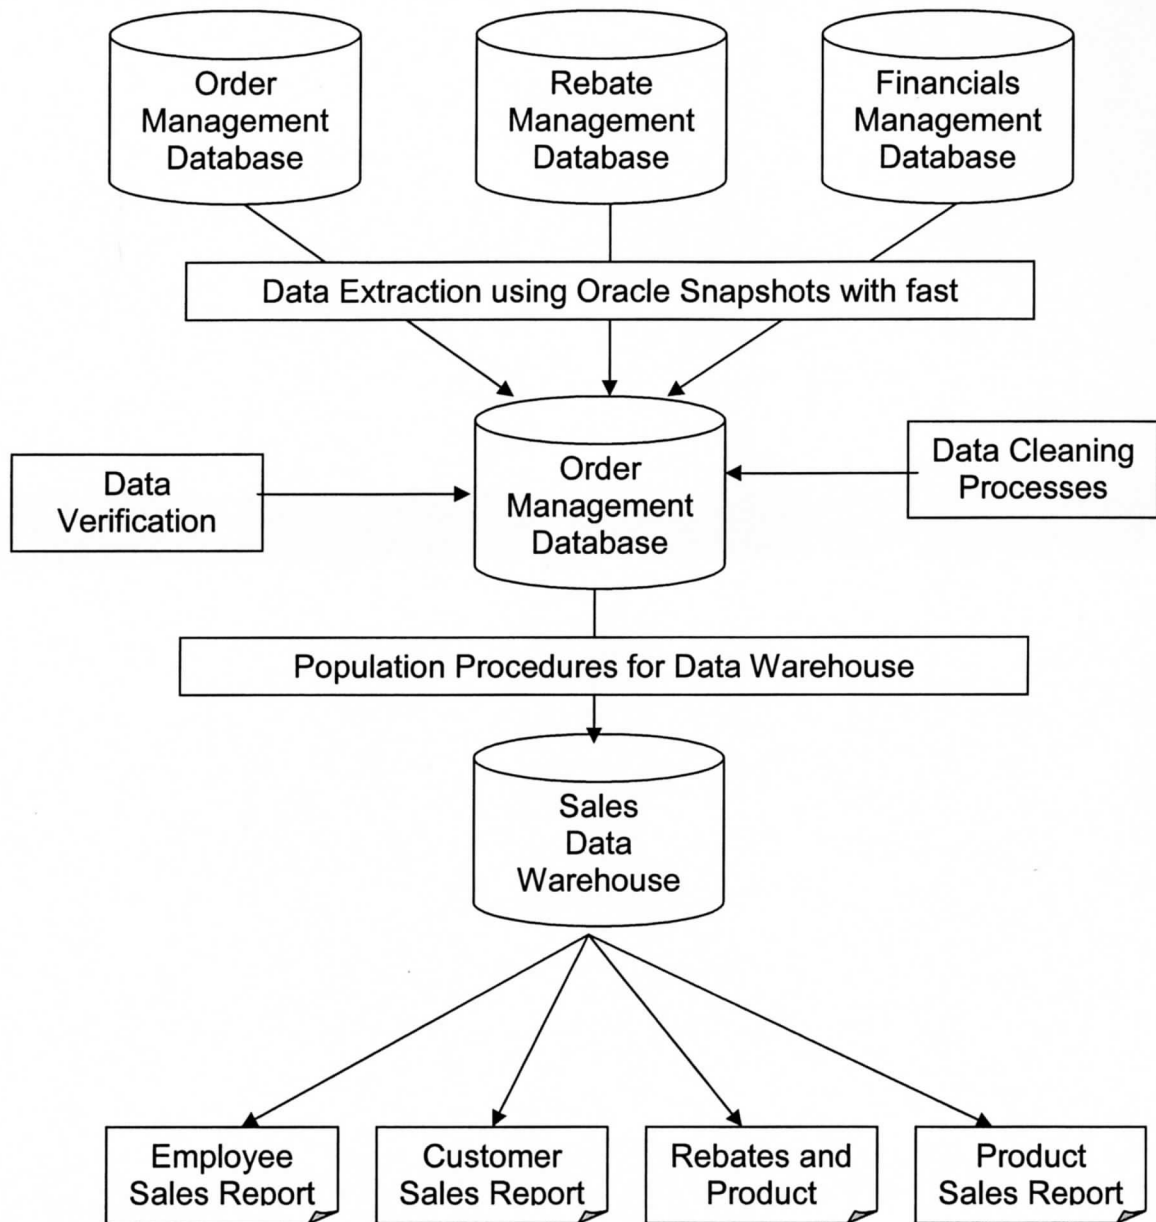 Order
Management
Database
Rebate
Management
Database
Financials
Management
Database
Data Extraction using Oracle Snapshots with fast
Data
Verification
Order
Management
Database
Data Cleaning
Processes
Population Procedures for Data Warehouse
Sales
Data
Warehouse
Employee
Sales Report
Customer
Sales Report
Rebates and
Product
Product
Sales Report